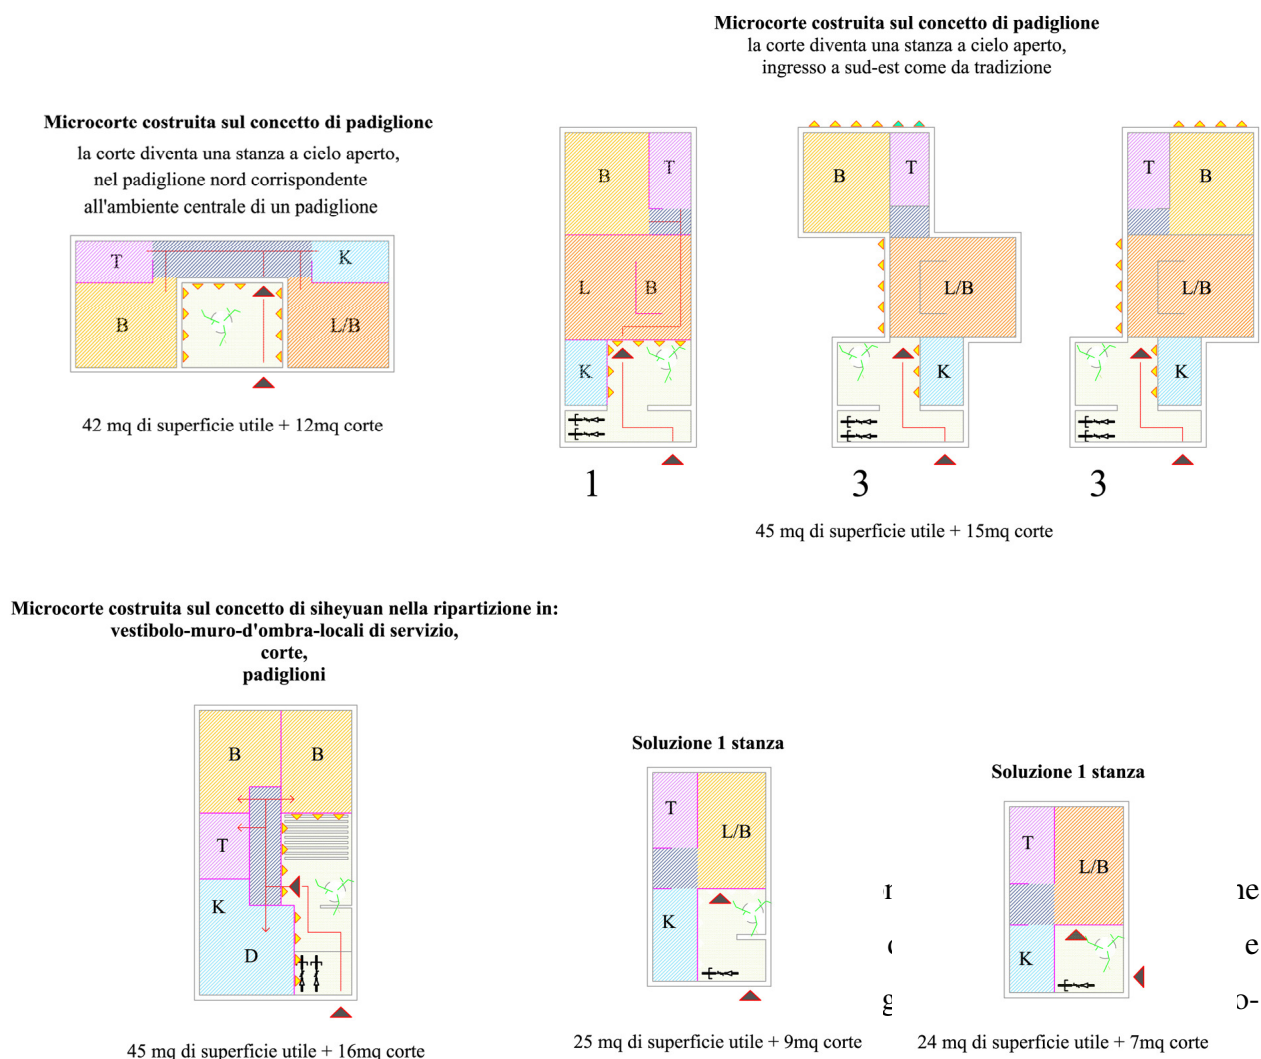 Microcorte costruita sul concetto di padiglione
la corte diventa una stanza a cielo aperto,
ingresso a sud-est come da tradizione
Microcorte costruita sul concetto di padiglione
la corte diventa una stanza a cielo aperto,
nel padiglione nord corrispondente
all'ambiente centrale di un padiglione
T
K
B
L/B
42 mq di superficie utile + 12mq corte
B
T
L
B
K
1
B
T
L/B
K
3
T
B
L/B
K
3
45 mq di superficie utile + 15mq corte
Microcorte costruita sul concetto di siheyuan nella ripartizione in:
vestibolo-muro-d'ombra-locali di servizio,
corte,
padiglioni
B
B
T
K
D
45 mq di superficie utile + 16mq corte
Soluzione 1 stanza
T
L/B
K
25 mq di superficie utile + 9mq corte
Soluzione 1 stanza
T
L/B
K
24 mq di superficie utile + 7mq corte
e
g
o-